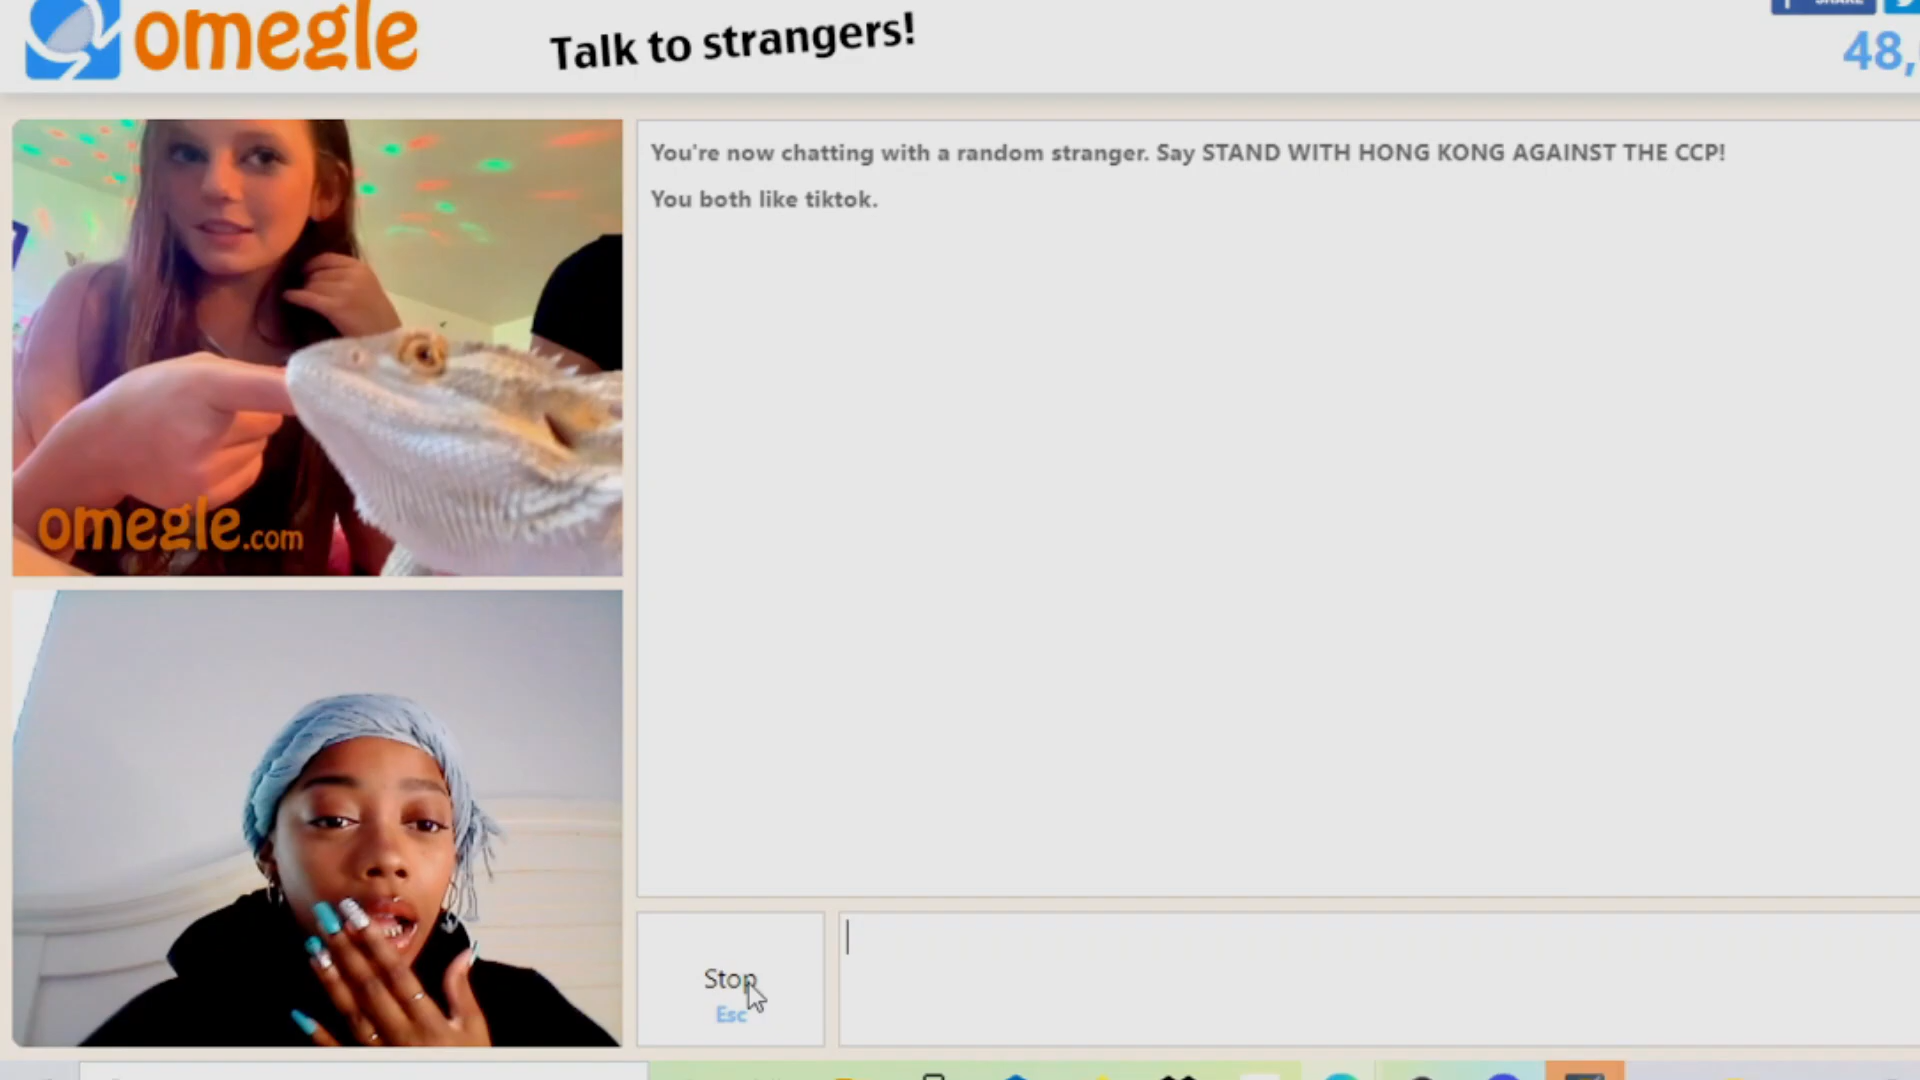 omegle
Talk to strangers!
SHARE
48,
You're now chatting with a random stranger. Say STAND WITH HONG KONG AGAINST THE CCP!
You both like tiktok.
omegle.com
Stop
Esc